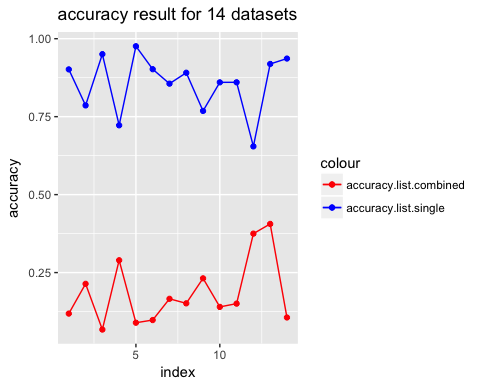 accuracy result for 14 datasets
1.00
0.75
0.50
0.25
accuracy
5
10
index
colour
accuracy.list.combined
accuracy.list.single